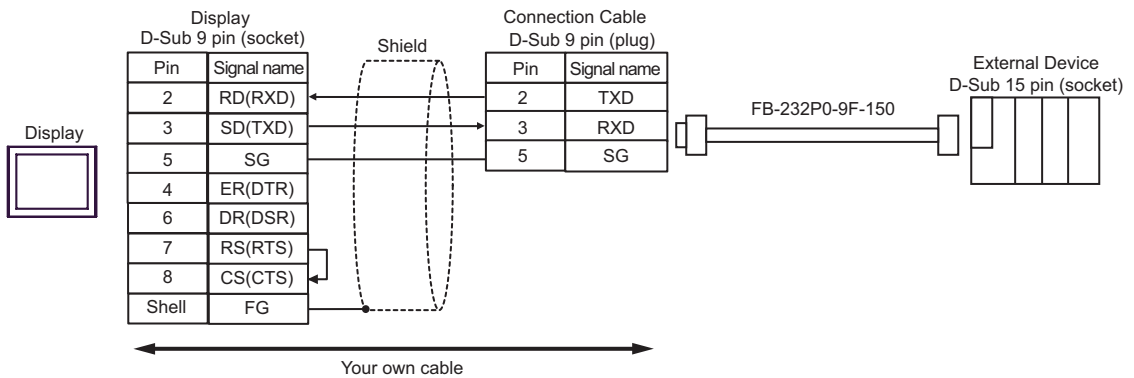 Display
D-Sub 9 pin (socket)
Shield
Connection Cable
D-Sub 9 pin (plug)
External Device
D-Sub 15 pin (socket)
Display
Pin Signal name
2 RD(RXD)
3 SD(TXD)
5 SG
4 ER(DTR)
6 DR(DSR)
7 RS(RTS)
8 CS(CTS)
Shell FG
Pin Signal name
2 TXD
3 RXD
5 SG
FB-232P0-9F-150
Your own cable